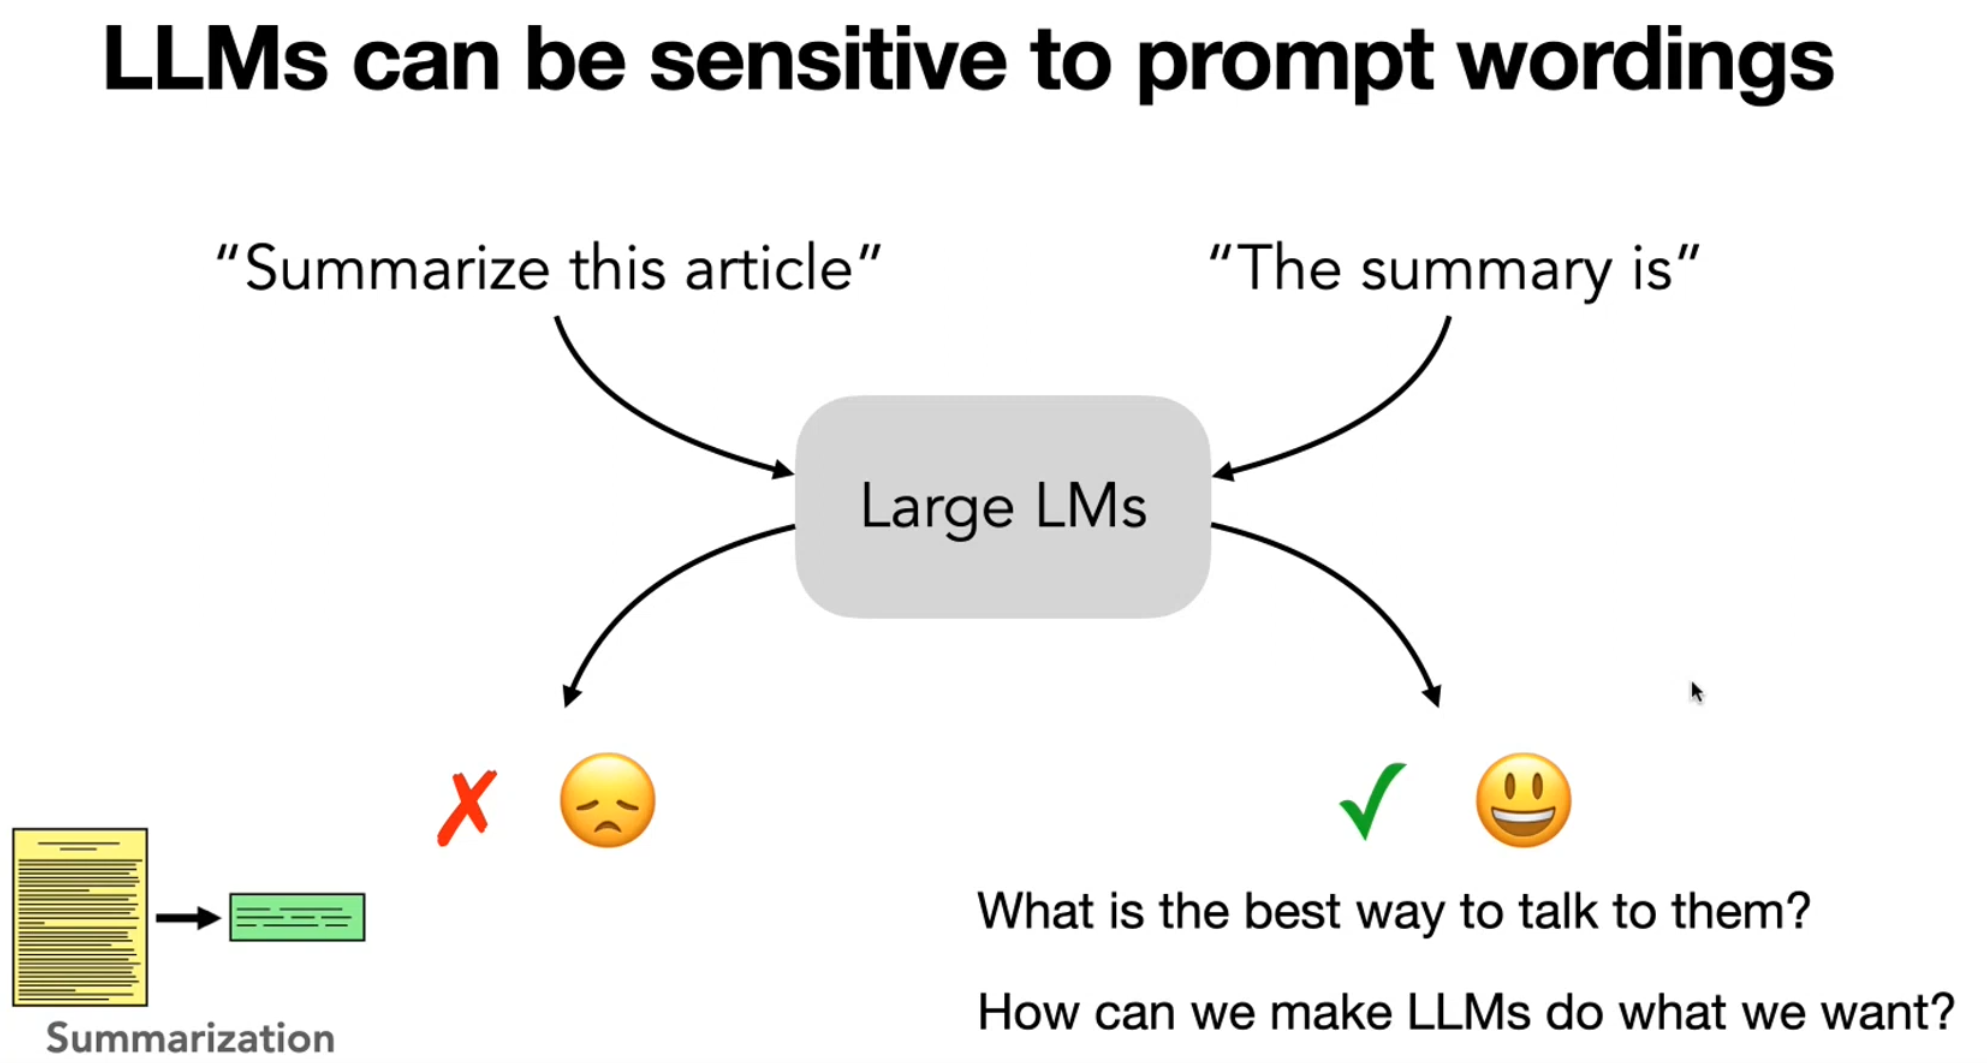 LLMs can be sensitive to prompt wordings
“Summarize this article”
“The summary is”
Large LMs
What is the best way to talk to them?
How can we make LLMs do what we want?
Summarization